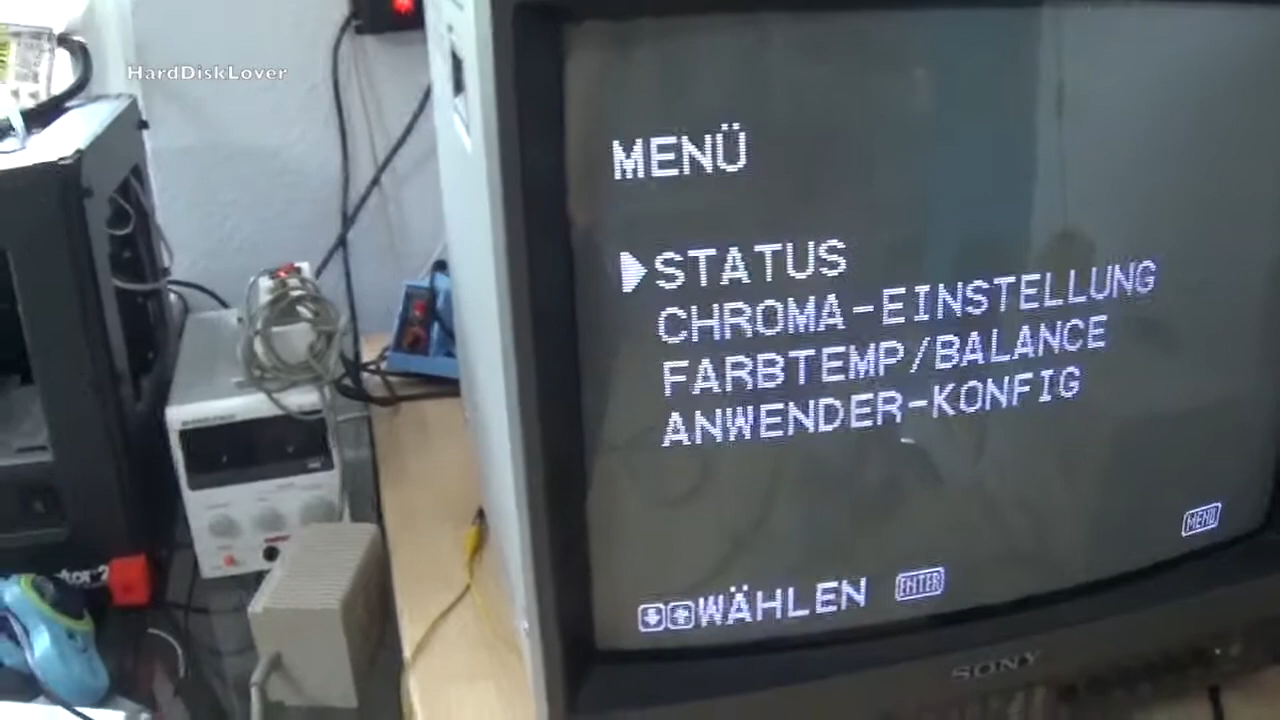 HardDiskLover
MENÜ
STATUS
CHROMA-EINSTELLUNG
FARBTEMP/BALANCE
ANWENDER-KONFIG
MENU
WÄHLEN ENTER
SONY